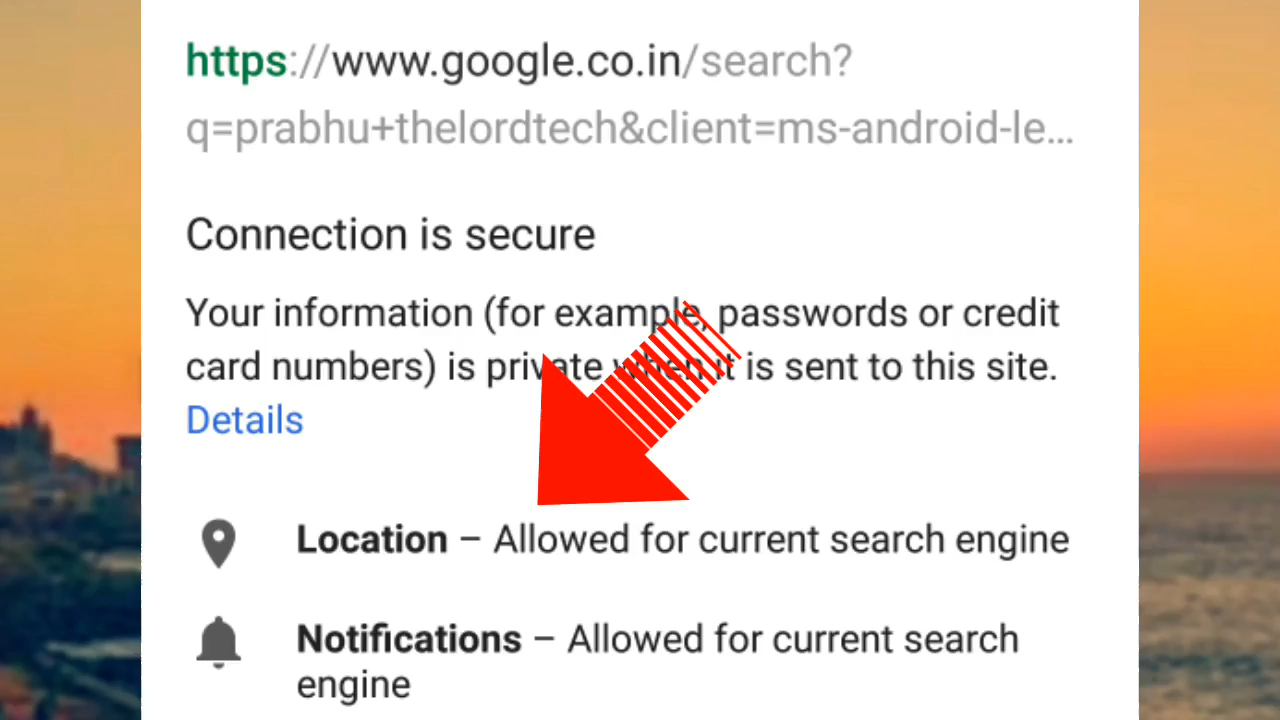 https://www.google.co.in/search?
q=prabhu+thelordtech&client=ms-android-le...
Connection is secure
Your information (for example, passwords or credit
card numbers) is private when it is sent to this site.
Details
Location – Allowed for current search engine
Notifications – Allowed for current search
engine